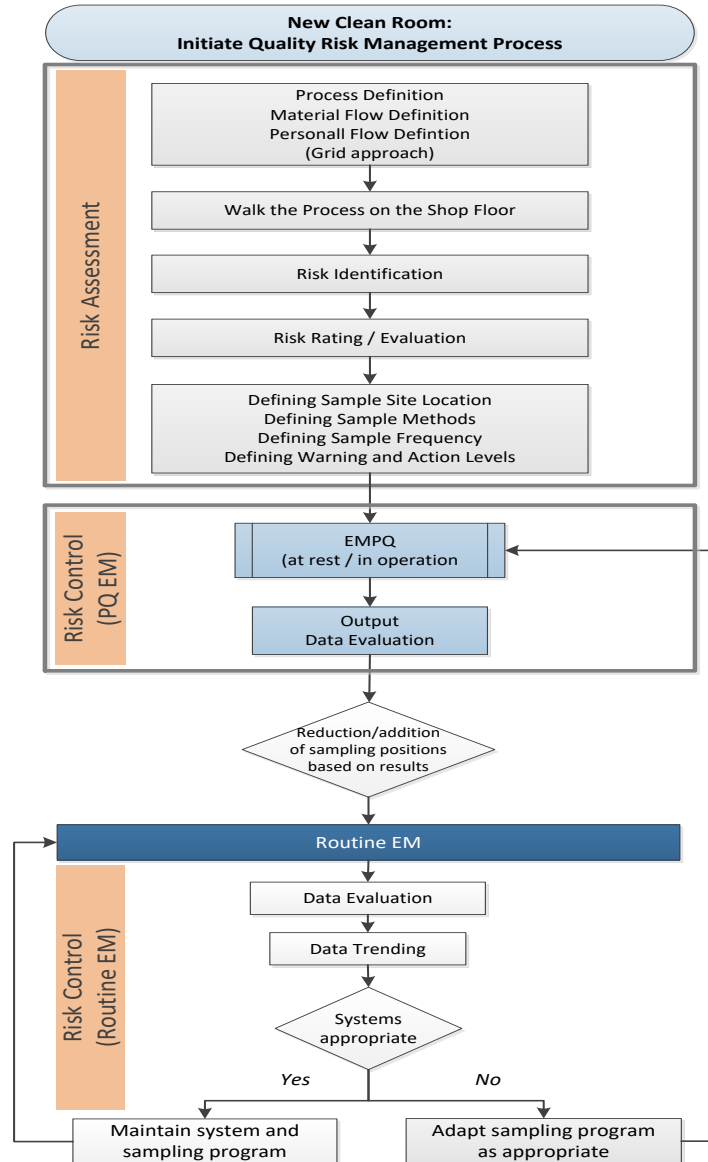 New Clean Room:
Initiate Quality Risk Management Process
Risk Assessment
Process Definition
Material Flow Definition
Personall Flow Defintion
(Grid approach)
Walk the Process on the Shop Floor
Risk Identification
Risk Rating / Evaluation
Defining Sample Site Location
Defining Sample Methods
Defining Sample Frequency
Defining Warning and Action Levels
Risk Control
(PQ EM)
EMPQ
(at rest / in operation
Output
Data Evaluation
Reduction/addition
of sampling positions
based on results
Routine EM
Risk Control
(Routine EM)
Data Evaluation
Data Trending
Systems
appropriate
Yes
No
Maintain system and
sampling program
Adapt sampling program
as appropriate